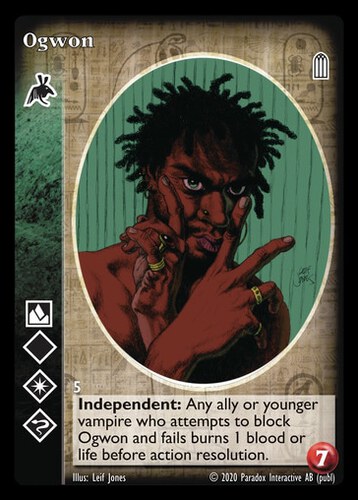 Ogwon
5
Independent: Any ally or younger
vampire who attempts to block
Ogwon and fails burns 1 blood or
life before action resolution.
7
Illus: Leif Jones
© 2020 Paradox Interactive AB (publ)